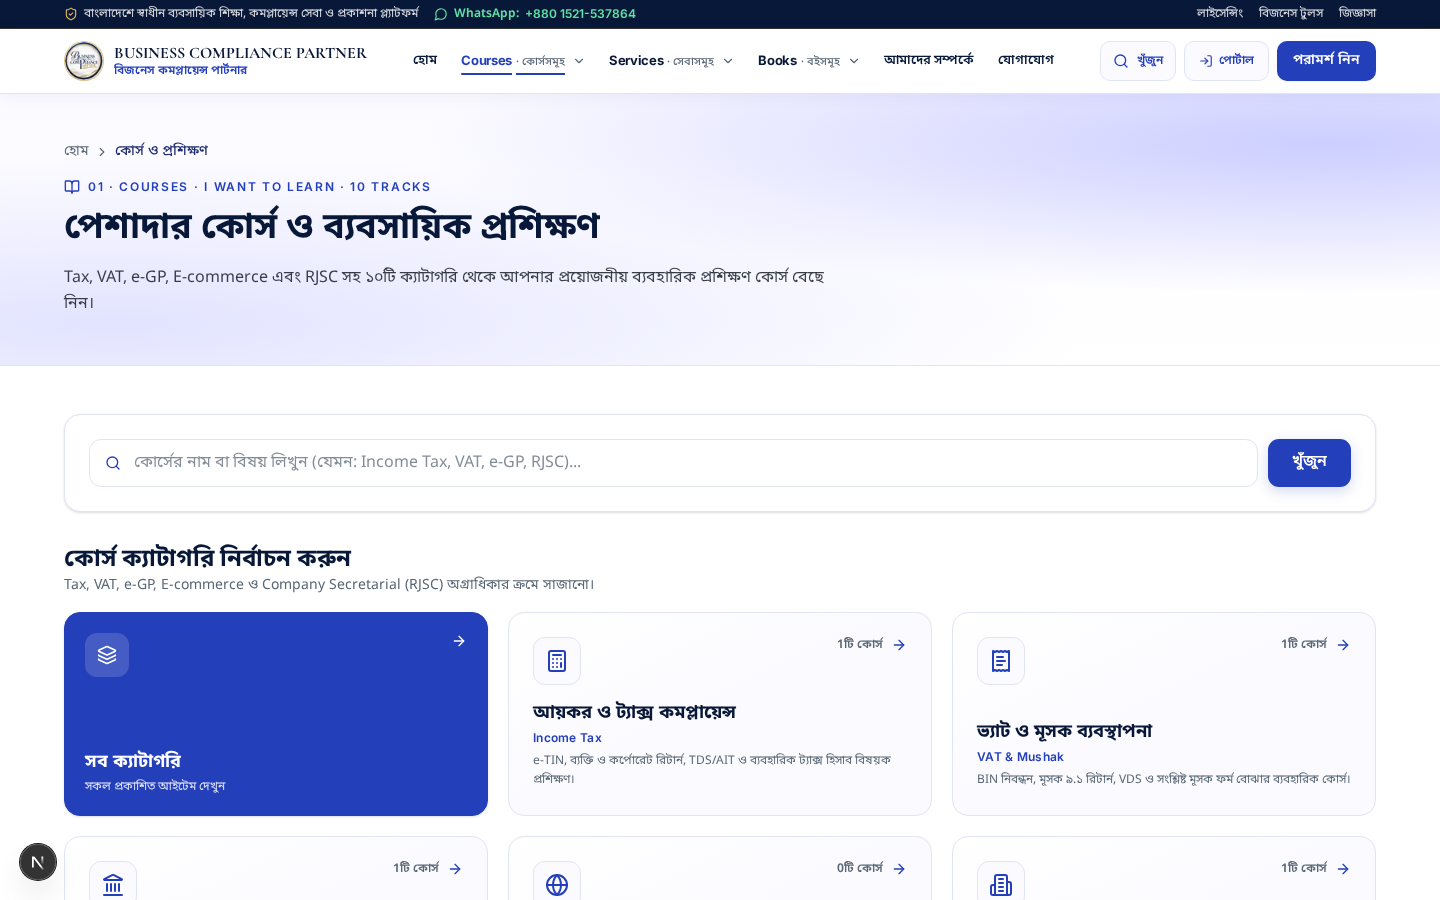 বাংলাদেশে স্বাধীন ব্যবসায়িক শিক্ষা, কমপ্লায়েন্স সেবা ও প্রকাশনা প্ল্যাটফর্ম WhatsApp: +880 1521-537864 লাইসেন্সিং বিজনেস টুলস জিজ্ঞাসা
BUSINESS COMPLIANCE PARTNER
বিজনেস কমপ্লায়েন্স পার্টনার
হোম Courses · কোর্সসমূহ Services · সেবাসমূহ Books · বইসমূহ আমাদের সম্পর্কে যোগাযোগ খুঁজুন পোর্টাল পরামর্শ নিন
হোম > কোর্স ও প্রশিক্ষণ
01 · COURSES · I WANT TO LEARN · 10 TRACKS
পেশাদার কোর্স ও ব্যবসায়িক প্রশিক্ষণ
Tax, VAT, e-GP, E-commerce এবং RJSC সহ ১০টি ক্যাটাগরি থেকে আপনার প্রয়োজনীয় ব্যবহারিক প্রশিক্ষণ কোর্স বেছে
নিন।
কোর্সের নাম বা বিষয় লিখুন (যেমন: Income Tax, VAT, e-GP, RJSC)... খুঁজুন
কোর্স ক্যাটাগরি নির্বাচন করুন
Tax, VAT, e-GP, E-commerce ও Company Secretarial (RJSC) অগ্রাধিকার ক্রমে সাজানো।
সব ক্যাটাগরি
সকল প্রকাশিত আইটেম দেখুন
1টি কোর্স
আয়কর ও ট্যাক্স কমপ্লায়েন্স
Income Tax
e-TIN, ব্যক্তি ও কর্পোরেট রিটার্ন, TDS/AIT ও ব্যবহারিক ট্যাক্স হিসাব বিষয়ক
প্রশিক্ষণ।
1টি কোর্স
ভ্যাট ও মূসক ব্যবস্থাপনা
VAT & Mushak
BIN নিবন্ধন, মূসক ৯.১ রিটার্ন, VDS ও সংশ্লিষ্ট মূসক ফর্ম বোঝার ব্যবহারিক কোর্স।
1টি কোর্স
0টি কোর্স
1টি কোর্স